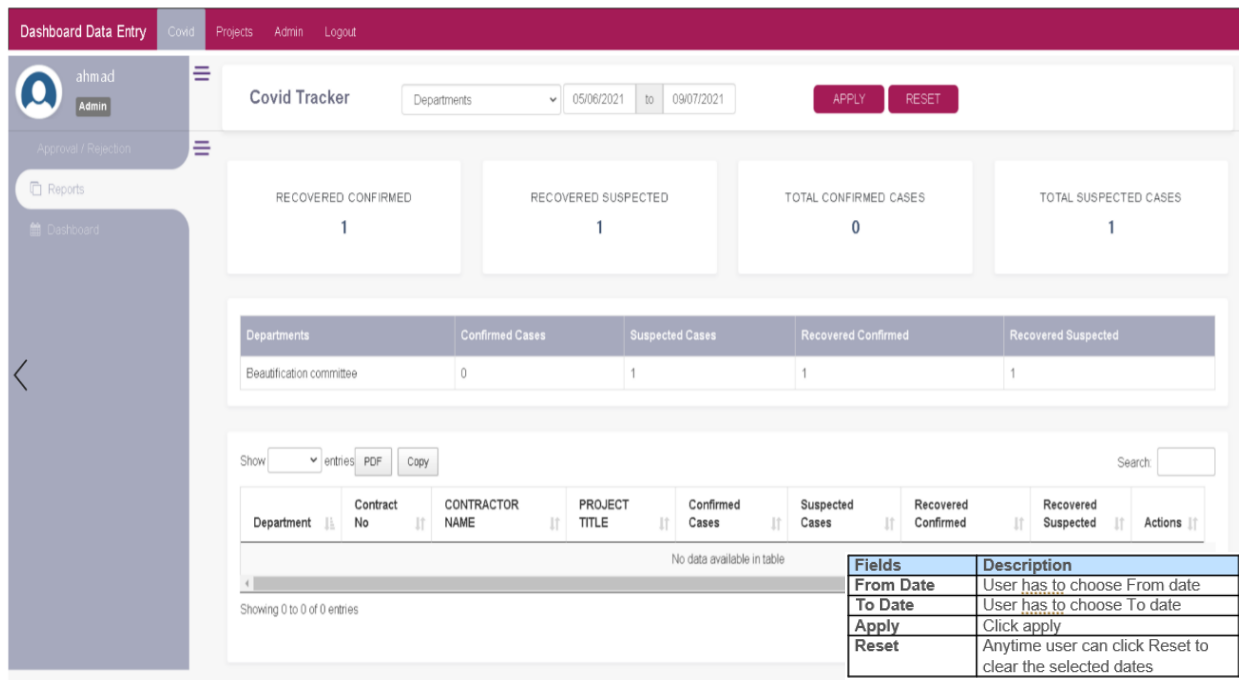 Dashboard Data Entry Covid Projects Admin Logout
ahmad
Admin
Approval / Rejection
Reports
Dashboard
Covid Tracker Departments 05/06/2021 to 09/07/2021 APPLY RESET
RECOVERED CONFIRMED RECOVERED SUSPECTED TOTAL CONFIRMED CASES TOTAL SUSPECTED CASES
1 1 0 1
Departments Confirmed Cases Suspected Cases Recovered Confirmed Recovered Suspected
Beautification committee 0 1 1 1
Show entries PDF Copy Search:
Department Contract No CONTRACTOR NAME PROJECT TITLE Confirmed Cases Suspected Cases Recovered Confirmed Recovered Suspected Actions
No data available in table
Showing 0 to 0 of 0 entries
Fields Description
From Date User has to choose From date
To Date User has to choose To date
Apply Click apply
Reset Anytime user can click Reset to
clear the selected dates